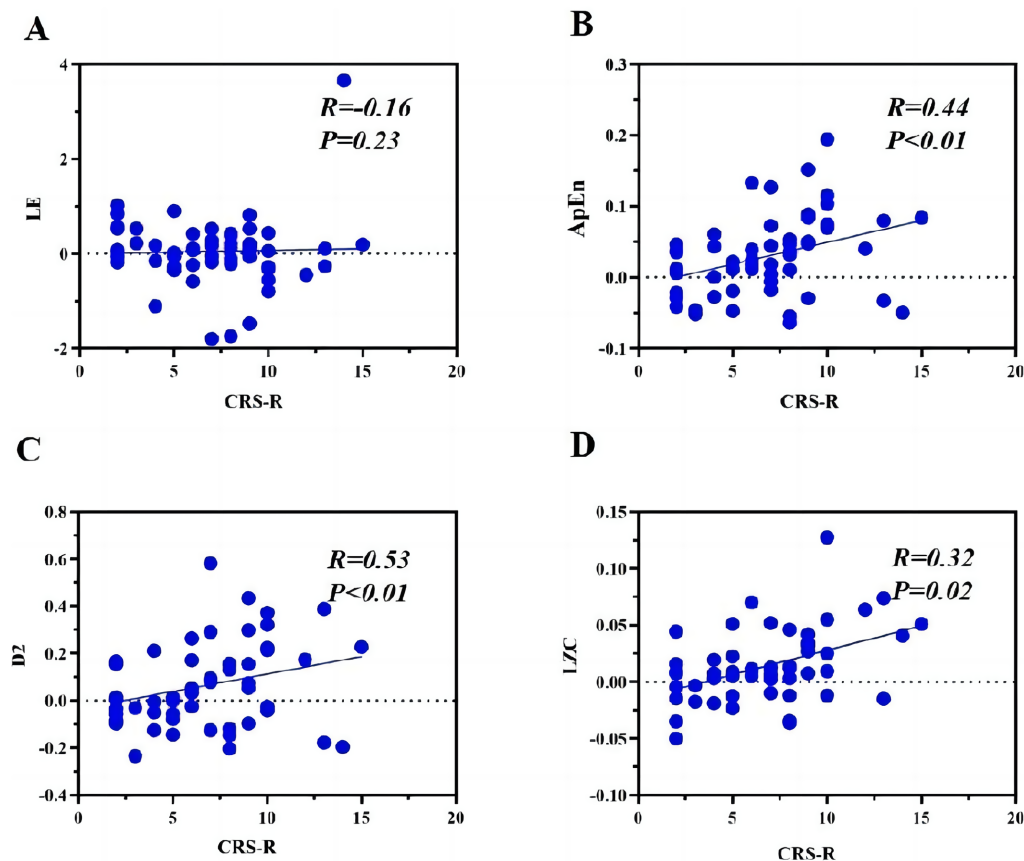 A
4
2
0
-2
LE
R=-0.16
P=0.23
0
5
10
15
20
CRS-R
B
0.3
0.2
0.1
0.0
-0.1
ApEn
R=0.44
P<0.01
0
5
10
15
20
CRS-R
C
0.8
0.6
0.4
0.2
0.0
-0.2
-0.4
D2
R=0.53
P<0.01
0
5
10
15
20
CRS-R
D
0.15
0.10
0.05
0.00
-0.05
-0.10
LZC
R=0.32
P=0.02
0
5
10
15
20
CRS-R